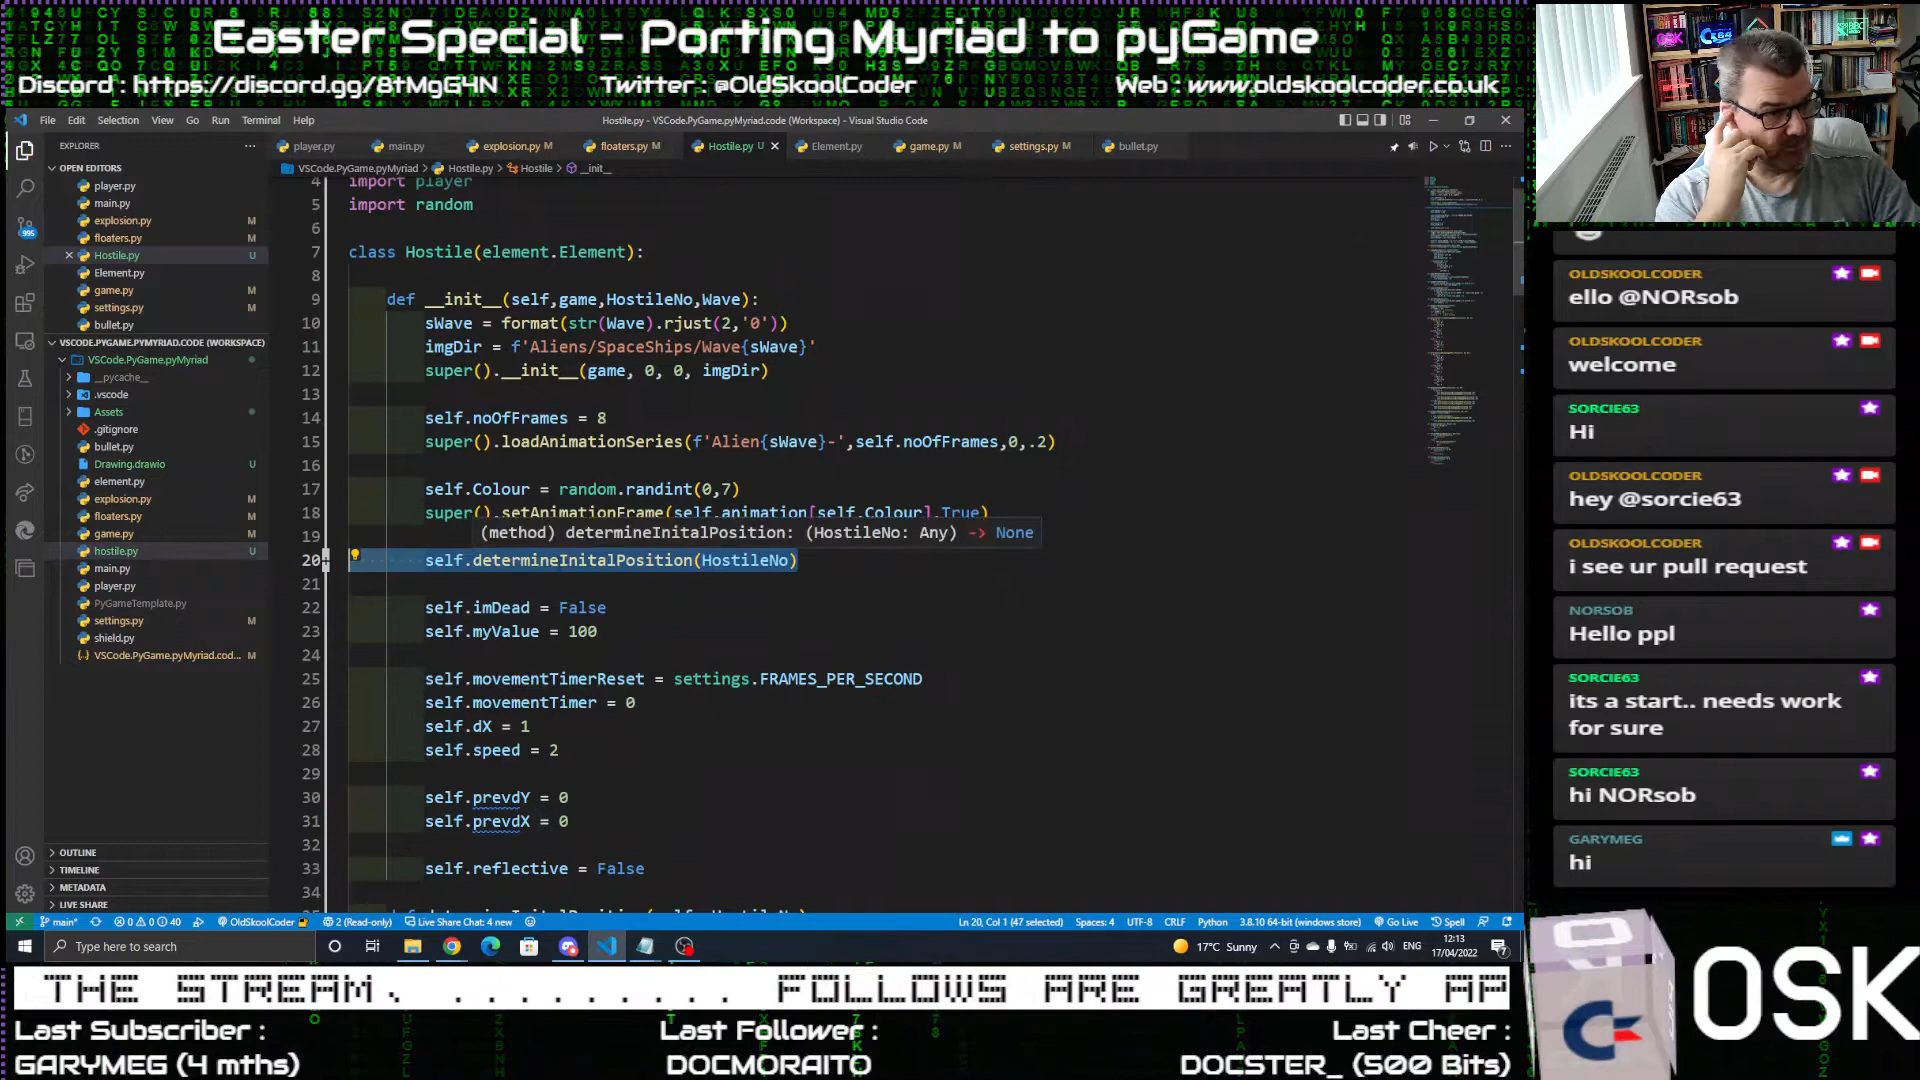 Easter Special - Porting Myriad to pyGame
Discord : https://discord.gg/8tMgG4N
Twitter : @OldSkoolCoder
Web : www.oldskoolcoder.co.uk
File Edit Selection View Go Run Terminal Help
Hostile.py - VSCode.PyGame.pyMyriad.code (Workspace) - Visual Studio Code
EXPLORER
player.py
main.py
explosion.py M
floaters.py M
Hostile.py U
Element.py
game.py M
settings.py M
bullet.py
VSCode.PyGame.pyMyriad > Hostile.py > Hostile > __init__
OPEN EDITORS
player.py
main.py
explosion.py M
floaters.py M
Hostile.py U
Element.py
game.py M
settings.py M
bullet.py
VSCODE.PYGAME.PYMYRIAD.CODE (WORKSPACE)
VSCode.PyGame.pyMyriad
__pycache__
.vscode
Assets
.gitignore
bullet.py
Drawing.drawio U
element.py
explosion.py M
floaters.py M
game.py M
hostile.py U
main.py
player.py
PyGameTemplate.py
settings.py M
shield.py
VSCode.PyGame.pyMyriad.cod... M
OUTLINE
TIMELINE
METADATA
LIVE SHARE
995
4 import player
5 import random
6
7 class Hostile(element.Element):
8
9 def __init__(self,game,HostileNo,Wave):
10 sWave = format(str(Wave).rjust(2,'0'))
11 imgDir = f'Aliens/SpaceShips/Wave{sWave}'
12 super().__init__(game, 0, 0, imgDir)
13
14 self.noOfFrames = 8
15 super().loadAnimationSeries(f'Alien{sWave}-',self.noOfFrames,0,.2)
16
17 self.Colour = random.randint(0,7)
18 super().setAnimationFrame(self.animation[self.Colour],True)
19 (method) determineInitalPosition: (HostileNo: Any) -> None
20 self.determineInitalPosition(HostileNo)
21
22 self.imDead = False
23 self.myValue = 100
24
25 self.movementTimerReset = settings.FRAMES_PER_SECOND
26 self.movementTimer = 0
27 self.dX = 1
28 self.speed = 2
29
30 self.prevdY = 0
31 self.prevdX = 0
32
33 self.reflective = False
34
OLDSKOOLCODER
ello @NORsob
OLDSKOOLCODER
welcome
SORCIE63
Hi
OLDSKOOLCODER
hey @sorcie63
OLDSKOOLCODER
i see ur pull request
NORSOB
Hello ppl
SORCIE63
its a start.. needs work
for sure
SORCIE63
hi NORsob
GARYMEG
hi
main* 0 0 40 OldSkoolCoder 2 (Read-only) Live Share Chat: 4 new
Ln 20, Col 1 (47 selected) Spaces: 4 UTF-8 CRLF Python 3.8.10 64-bit (windows store) Go Live Spell
Type here to search
17°C Sunny
ENG
12:13
17/04/2022
THE STREAM. ......... FOLLOWS ARE GREATLY AP
Last Subscriber :
GARYMEG (4 mths)
Last Follower :
DOCMORAITO
Last Cheer :
DOCSTER_ (500 Bits)
OSK